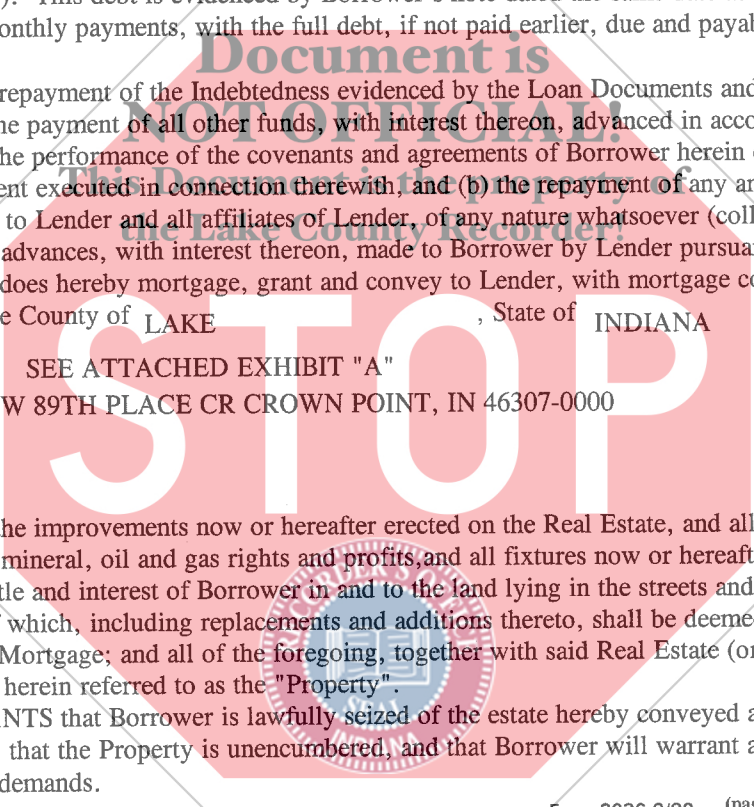 onthly payments, with the full debt, if not paid earlier, due and payab
Document is
repayment of the Indebtedness evidenced by the Loan Documents and
NOT OFFICIAL!
he payment of all other funds, with interest thereon, advanced in acco
he performance of the covenants and agreements of Borrower herein
This Document is the property of
ent executed in connection therewith, and (b) the repayment of any an
to Lender and all affiliates of Lender, of any nature whatsoever (coll
the Lake County Recorder!
advances, with interest thereon, made to Borrower by Lender pursua
does hereby mortgage, grant and convey to Lender, with mortgage co
e County of LAKE , State of INDIANA
SEE ATTACHED EXHIBIT "A"
W 89TH PLACE CR CROWN POINT, IN 46307-0000
STOP
he improvements now or hereafter erected on the Real Estate, and all
mineral, oil and gas rights and profits,and all fixtures now or hereaft
tle and interest of Borrower in and to the land lying in the streets and
f which, including replacements and additions thereto, shall be deeme
Mortgage; and all of the foregoing, together with said Real Estate (or
herein referred to as the "Property".
NTS that Borrower is lawfully seized of the estate hereby conveyed a
that the Property is unencumbered, and that Borrower will warrant a
demands.
RECORDER'S OF
SEAL
INDIANA